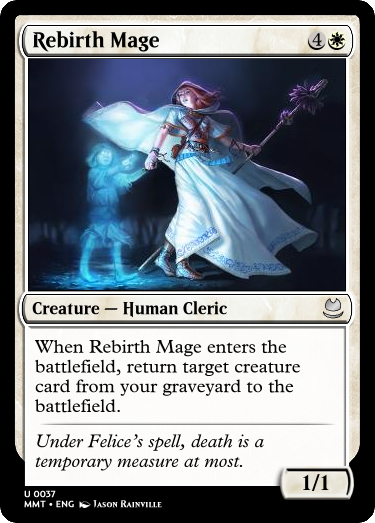 Rebirth Mage 4
Creature — Human Cleric
When Rebirth Mage enters the
battlefield, return target creature
card from your graveyard to the
battlefield.
Under Felice's spell, death is a
temporary measure at most.
1/1
U 0037
MMT • ENG Jason Rainville